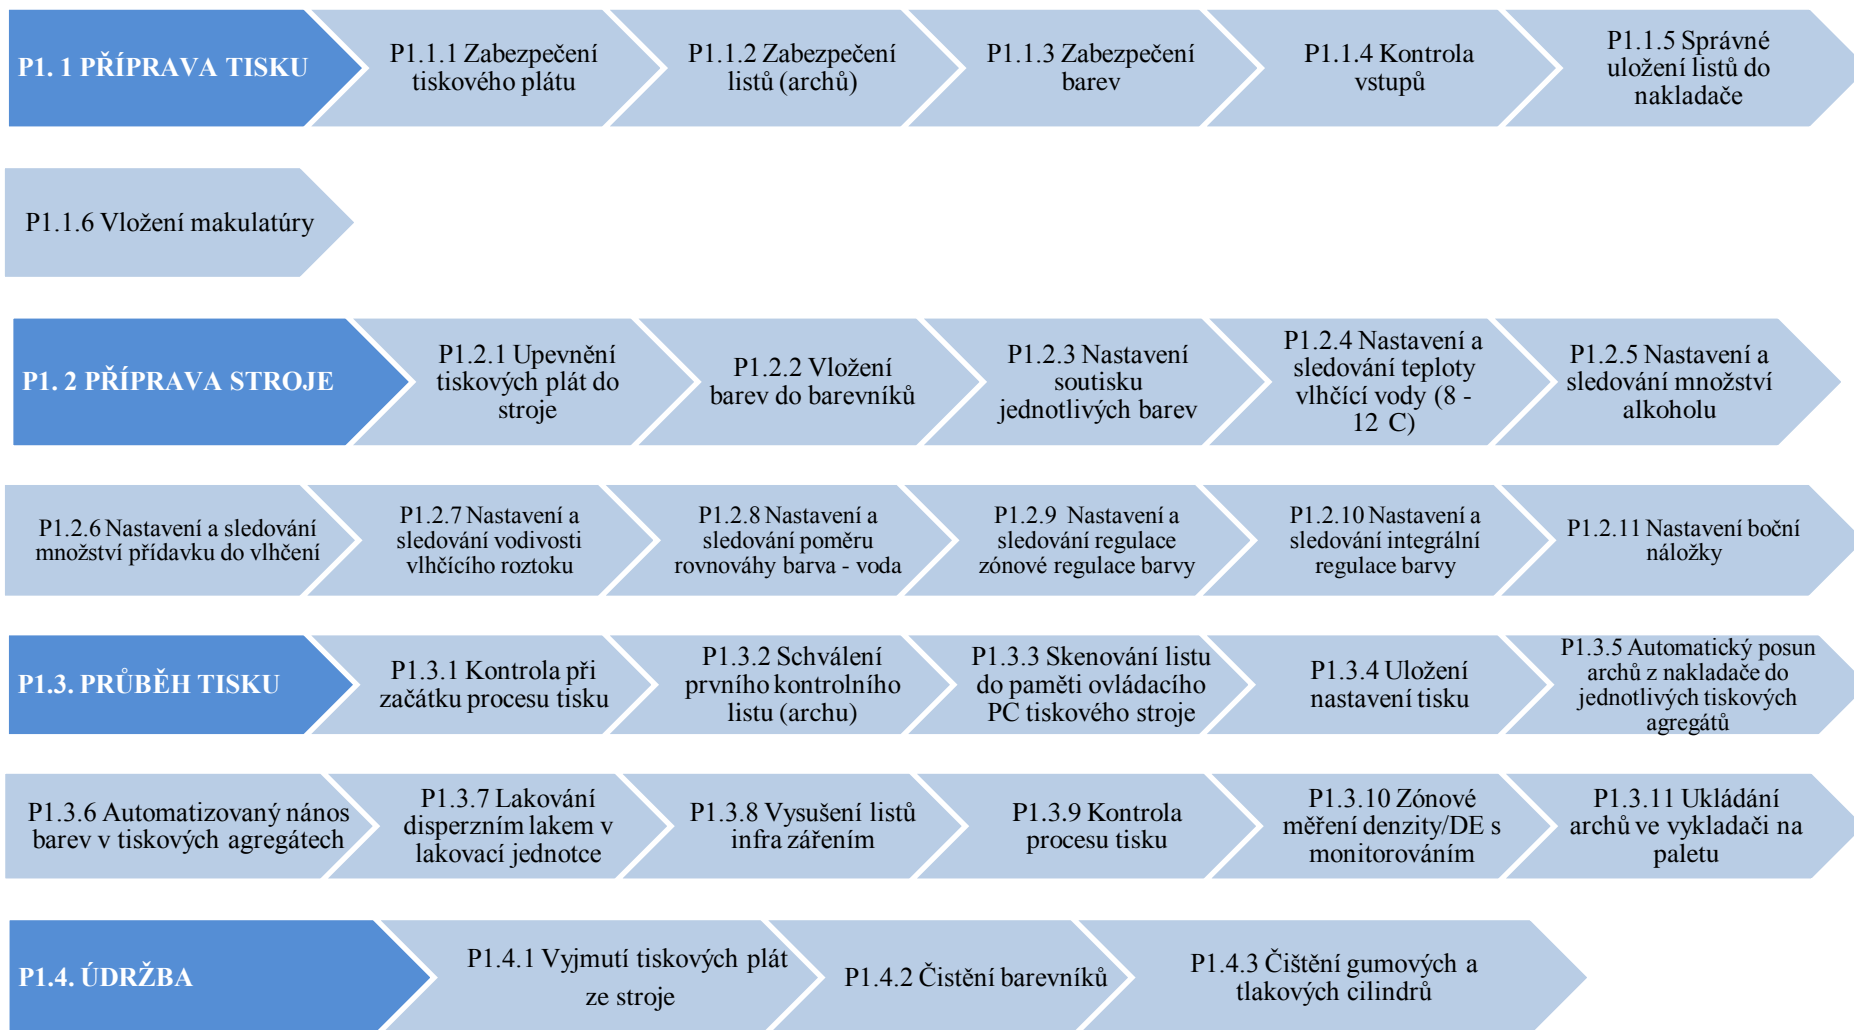 P1. 1 PŘÍPRAVA TISKU
P1.1.1 Zabezpečení
tiskového plátu
P1.1.2 Zabezpečení
listů (archů)
P1.1.3 Zabezpečení
barev
P1.1.4 Kontrola
vstupů
P1.1.5 Správné
uložení listů do
nakladače
P1.1.6 Vložení makulatúry
P1. 2 PŘÍPRAVA STROJE
P1.2.1 Upevnění
tiskových plát do
stroje
P1.2.2 Vložení
barev do barevníků
P1.2.3 Nastavení
soutisku
jednotlivých barev
P1.2.4 Nastavení a
sledování teploty
vlhčící vody (8 -
12 C)
P1.2.5 Nastavení a
sledování množství
alkoholu
P1.2.6 Nastavení a sledování
množství přídavku do vlhčení
P1.2.7 Nastavení a
sledování vodivosti
vlhčícího roztoku
P1.2.8 Nastavení a
sledování poměru
rovnováhy barva - voda
P1.2.9 Nastavení a
sledování regulace
zónové regulace barvy
P1.2.10 Nastavení a
sledování integrální
regulace barvy
P1.2.11 Nastavení boční
náložky
P1.3. PRŮBĚH TISKU
P1.3.1 Kontrola při
začátku procesu tisku
P1.3.2 Schválení
prvního kontrolního
listu (archu)
P1.3.3 Skenování listu
do paměti ovládacího
PC tiskového stroje
P1.3.4 Uložení
nastavení tisku
P1.3.5 Automatický posun
archů z nakladače do
jednotlivých tiskových
agregátů
P1.3.6 Automatizovaný nános
barev v tiskových agregátech
P1.3.7 Lakování
disperzním lakem v
lakovací jednotce
P1.3.8 Vysušení listů
infra zářením
P1.3.9 Kontrola
procesu tisku
P1.3.10 Zónové
měření denzity/DE s
monitorováním
P1.3.11 Ukládání
archů ve vykladači na
paletu
P1.4. ÚDRŽBA
P1.4.1 Vyjmutí tiskových plát
ze stroje
P1.4.2 Čistění barevníků
P1.4.3 Čištění gumových a
tlakových cilindrů